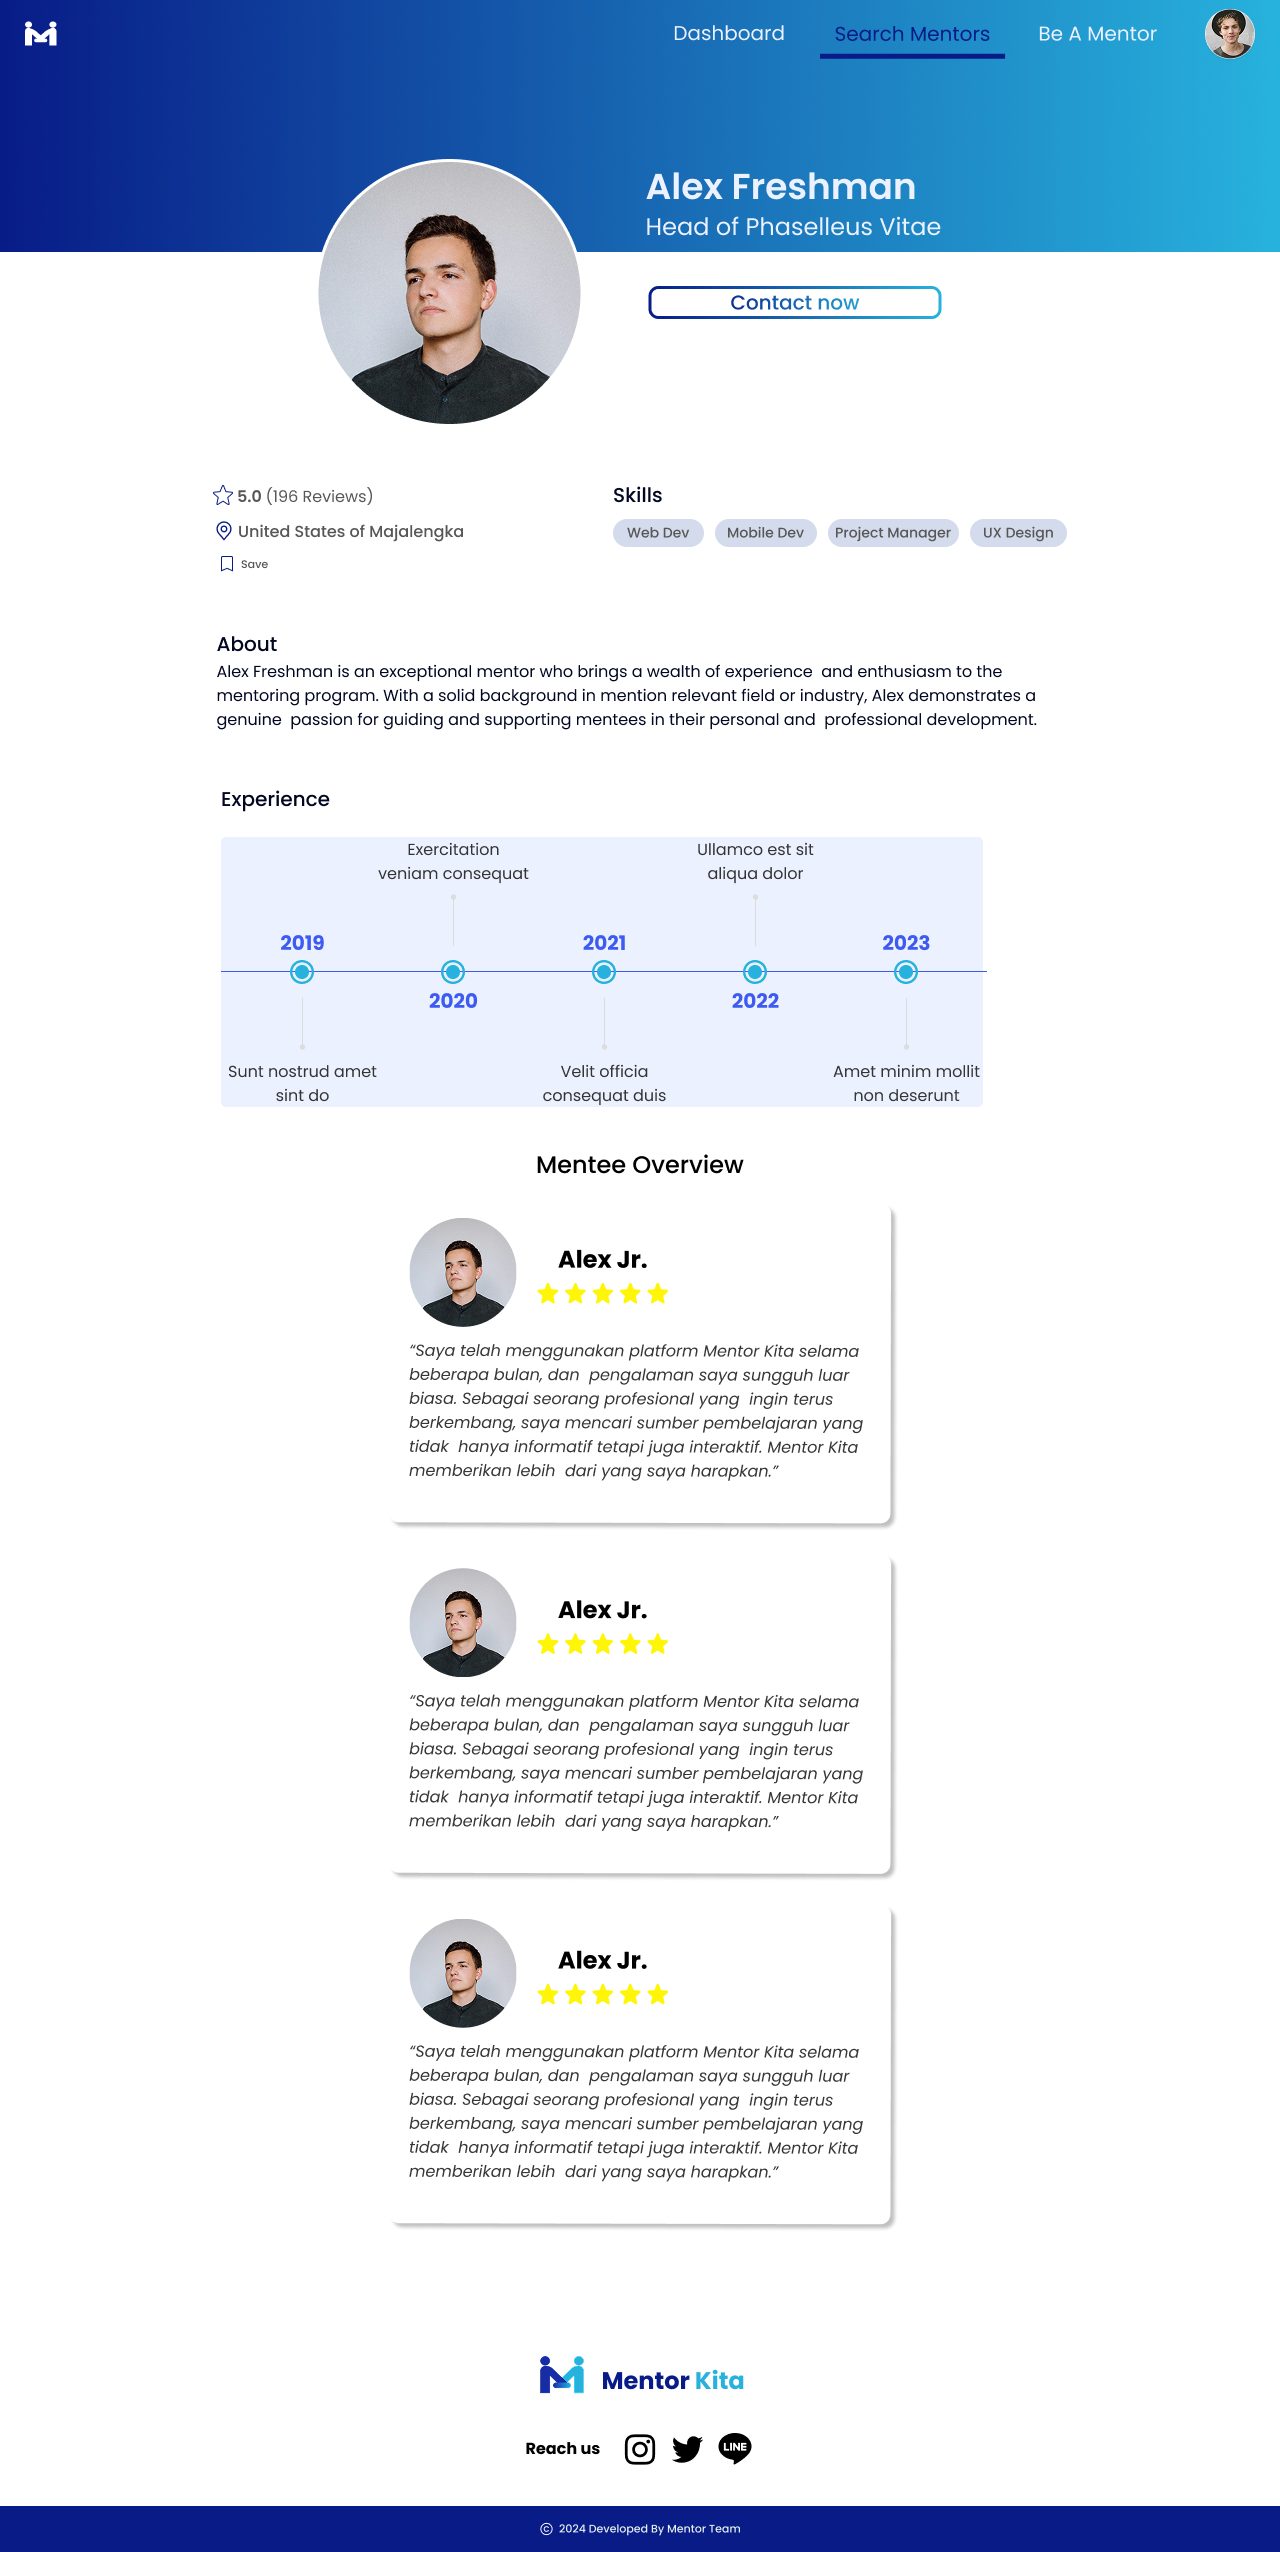 Dashboard
Search Mentors
Be A Mentor
Alex Freshman
Head of Phaselleus Vitae
Contact now
5.0 (196 Reviews)
United States of Majalengka
Save
Skills
Web Dev
Mobile Dev
Project Manager
UX Design
About
Alex Freshman is an exceptional mentor who brings a wealth of experience  and enthusiasm to the
mentoring program. With a solid background in mention relevant field or industry, Alex demonstrates a
genuine  passion for guiding and supporting mentees in their personal and  professional development.
Experience
Exercitation
veniam consequat
Ullamco est sit
aliqua dolor
2019
2021
2023
2020
2022
Sunt nostrud amet
sint do
Velit officia
consequat duis
Amet minim mollit
non deserunt
Mentee Overview
Alex Jr.
“Saya telah menggunakan platform Mentor Kita selama
beberapa bulan, dan  pengalaman saya sungguh luar
biasa. Sebagai seorang profesional yang  ingin terus
berkembang, saya mencari sumber pembelajaran yang
tidak  hanya informatif tetapi juga interaktif. Mentor Kita
memberikan lebih  dari yang saya harapkan.”
Alex Jr.
“Saya telah menggunakan platform Mentor Kita selama
beberapa bulan, dan  pengalaman saya sungguh luar
biasa. Sebagai seorang profesional yang  ingin terus
berkembang, saya mencari sumber pembelajaran yang
tidak  hanya informatif tetapi juga interaktif. Mentor Kita
memberikan lebih  dari yang saya harapkan.”
Alex Jr.
“Saya telah menggunakan platform Mentor Kita selama
beberapa bulan, dan  pengalaman saya sungguh luar
biasa. Sebagai seorang profesional yang  ingin terus
berkembang, saya mencari sumber pembelajaran yang
tidak  hanya informatif tetapi juga interaktif. Mentor Kita
memberikan lebih  dari yang saya harapkan.”
Mentor Kita
Reach us
LINE
© 2024 Developed By Mentor Team